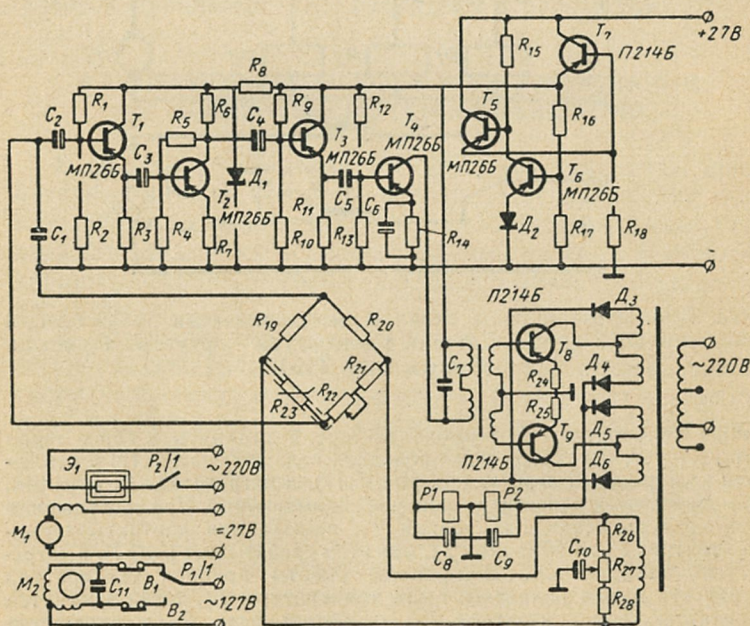 R15 T7
+27В
П214Б
R8
C2 R1 T1 R5 R6 C4 R9 T3 R12 T4 T5 R16
МП26Б
МП26Б
МП26Б
МП26Б
C3 T2 Д1 C5 C6 T6
МП26Б
МП26Б
R11 Д2
C1 R2 R3 R4 R7 R10 R13 R14 R17 R18
-
П214Б Д3
R19 R20 C7 T8
R21 R24 Д4 ~220В
R22 R25
R23 T9 Д5
П214Б Д6
Э1 P2/1 ~220В
P1 P2
M1 =27В
C8 C9 C10 R26
R27
R28
M2 C11 B1 P1/1
B2 ~127В